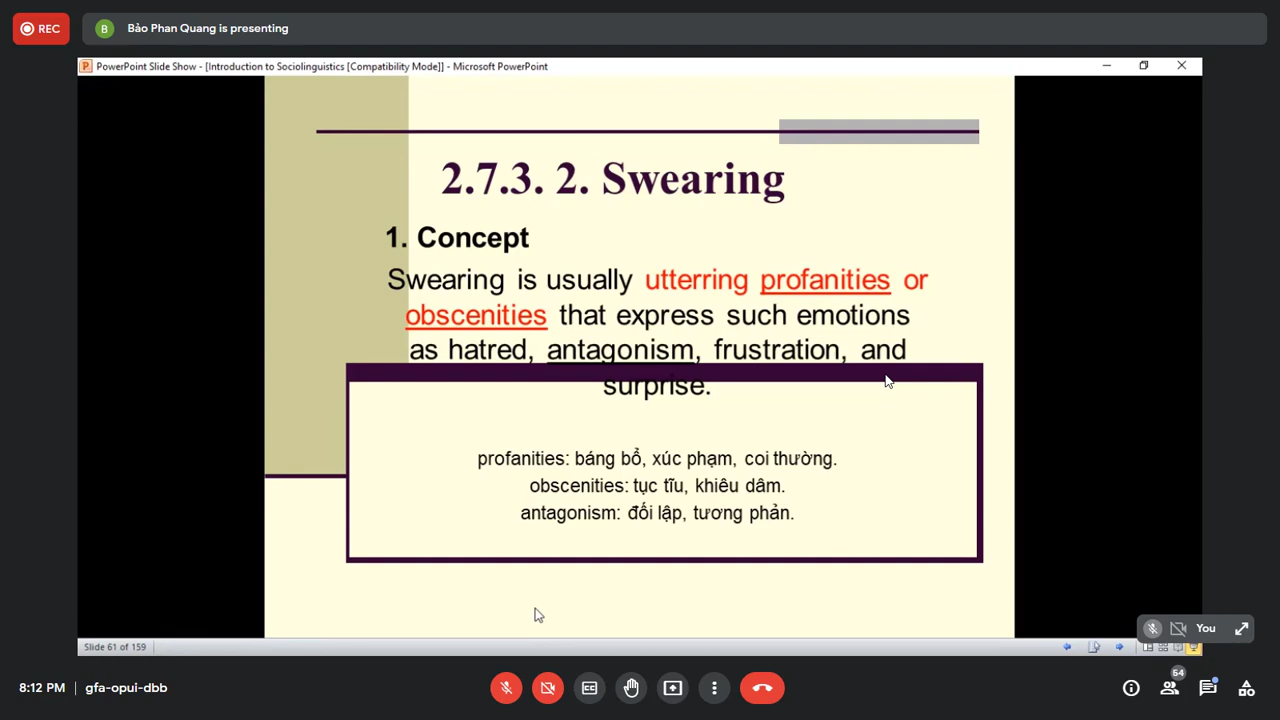 REC
B
Bảo Phan Quang is presenting
PowerPoint Slide Show - [Introduction to Sociolinguistics [Compatibility Mode]] - Microsoft PowerPoint
2.7.3. 2. Swearing
1. Concept
Swearing is usually utterring profanities or
obscenities that express such emotions
as hatred, antagonism, frustration, and
surprise.
profanities: báng bổ, xúc phạm, coi thường.
obscenities: tục tĩu, khiêu dâm.
antagonism: đối lập, tương phản.
You
Slide 61 of 159
8:12 PM | gfa-opui-dbb
54